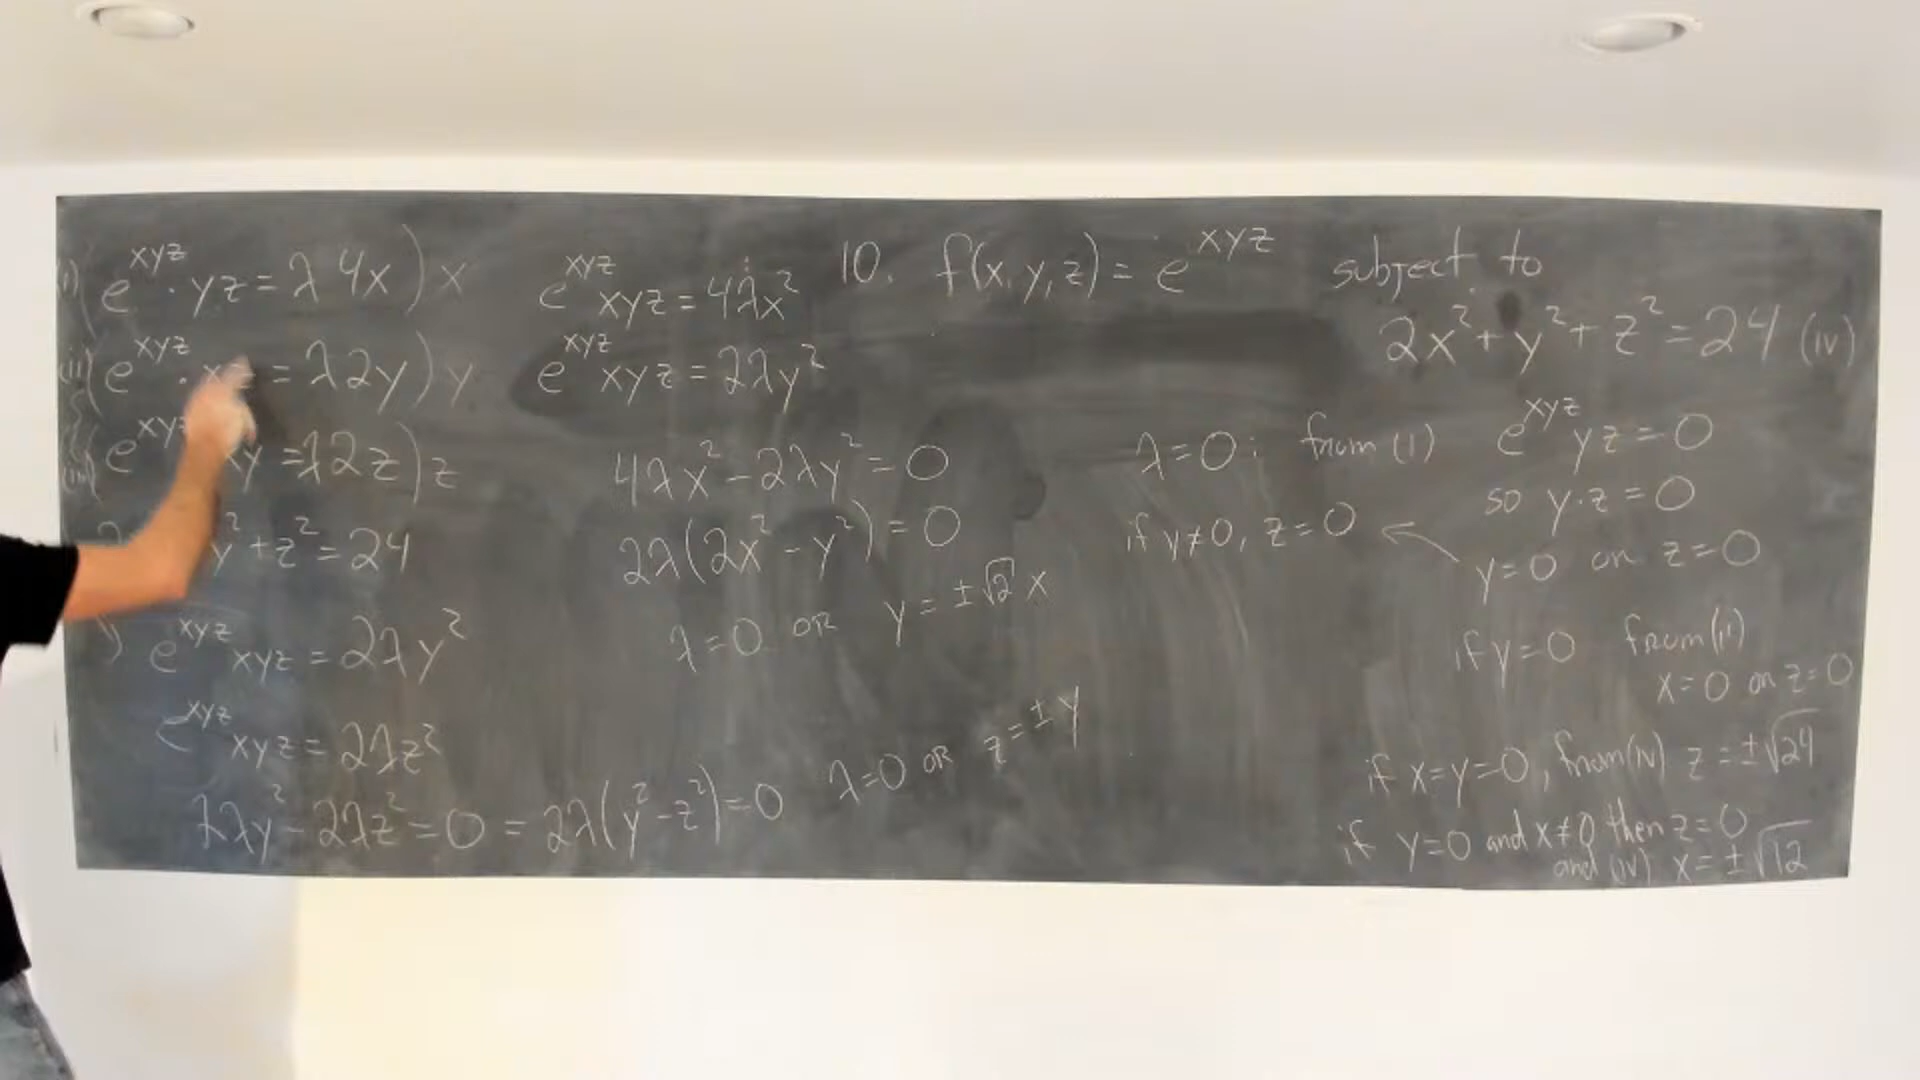 10. f(x,y,z) = e^{xyz} subject to
2x² + y² + z² = 24 (iv)
(i) (e^{xyz} · yz = λ4x) x
(ii) (e^{xyz} · xz = λ2y) y
(iii) (e^{xyz} xy = λ2z) z
y² + z² = 24
e^{xyz} xyz = 2λy²
e^{xyz} xyz = 2λz²
2λy² - 2λz² = 0 = 2λ(y² - z²) = 0 λ=0 OR z = ±y
e^{xyz} xyz = 4λx²
e^{xyz} xyz = 2λy²
4λx² - 2λy² = 0
2λ(2x² - y²) = 0
λ=0 OR y = ±√2 x
λ=0: from (i) e^{xyz} yz = 0
so y·z = 0
y=0 or z=0
if y≠0, z=0 ←
if y=0 from (ii)
x=0 or z=0
if x=y=0, from (iv) z = ±√24
if y=0 and x≠0 then z=0
and (iv) x = ±√12